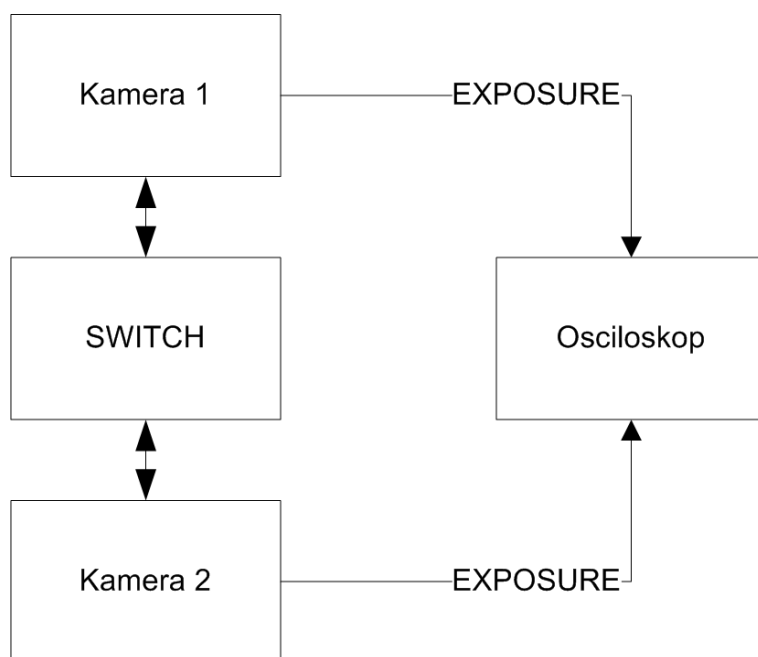 Kamera 1
EXPOSURE
SWITCH
Osciloskop
Kamera 2
EXPOSURE